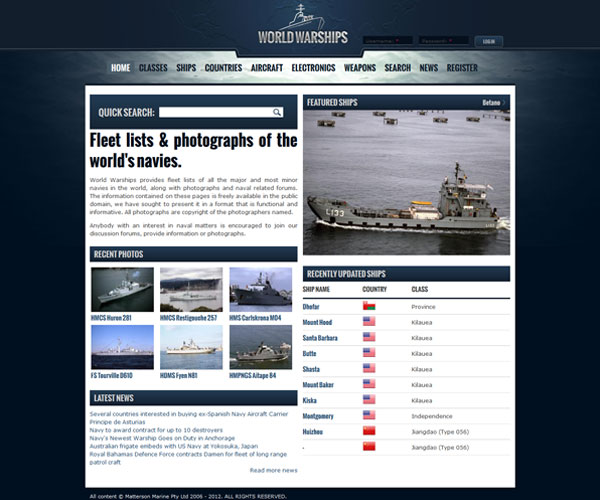 WORLD WARSHIPS
Username:
Password:
LOGIN
HOME CLASSES SHIPS COUNTRIES AIRCRAFT ELECTRONICS WEAPONS SEARCH NEWS REGISTER
QUICK SEARCH:
Fleet lists & photographs of the
world's navies.
World Warships provides fleet lists of all the major and most minor
navies in the world, along with photographs and naval related forums.
The information contained on these pages is freely available in the public
domain, we have sought to present it in a format that is functional and
informative. All photographs are copyright of the photographers named.
Anybody with an interest in naval matters is encouraged to join our
discussion forums, provide information or photographs.
RECENT PHOTOS
HMCS Huron 281
HMCS Restigouche 257
HMS Carlskrona M04
FS Tourville D610
HDMS Fyen N81
HMPNGS Aitape 84
LATEST NEWS
Several countries interested in buying ex-Spanish Navy Aircraft Carrier
Principe de Asturias
Navy to award contract for up to 10 destroyers
Navy's Newest Warship Goes on Duty in Anchorage
Australian frigate embeds with US Navy at Yokosuka, Japan
Royal Bahamas Defence Force contracts Damen for fleet of long range
patrol craft
Read more news
FEATURED SHIPS
Betano
L133
RECENTLY UPDATED SHIPS
SHIP NAME COUNTRY CLASS
Dhofar Province
Mount Hood Kilauea
Santa Barbara Kilauea
Butte Kilauea
Shasta Kilauea
Mount Baker Kilauea
Kiska Kilauea
Montgomery Independence
Huizhou Jiangdao (Type 056)
- Jiangdao (Type 056)
All content © Matterson Marine Pty Ltd 2006 - 2012. ALL RIGHTS RESERVED.